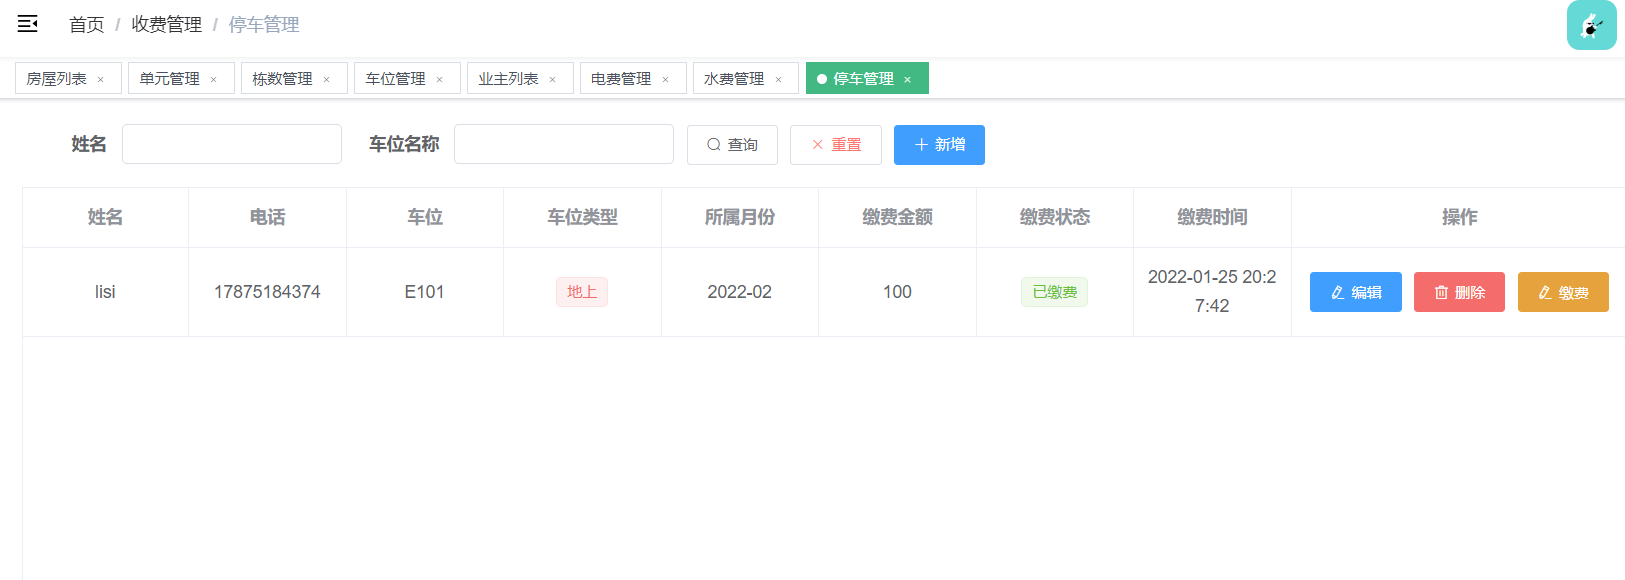 首页 / 收费管理 / 停车管理
房屋列表 × 单元管理 × 栋数管理 × 车位管理 × 业主列表 × 电费管理 × 水费管理 × 停车管理 ×
姓名 车位名称 查询 重置 新增
姓名 电话 车位 车位类型 所属月份 缴费金额 缴费状态 缴费时间 操作
lisi 17875184374 E101 地上 2022-02 100 已缴费 2022-01-25 20:2
7:42 编辑 删除 缴费